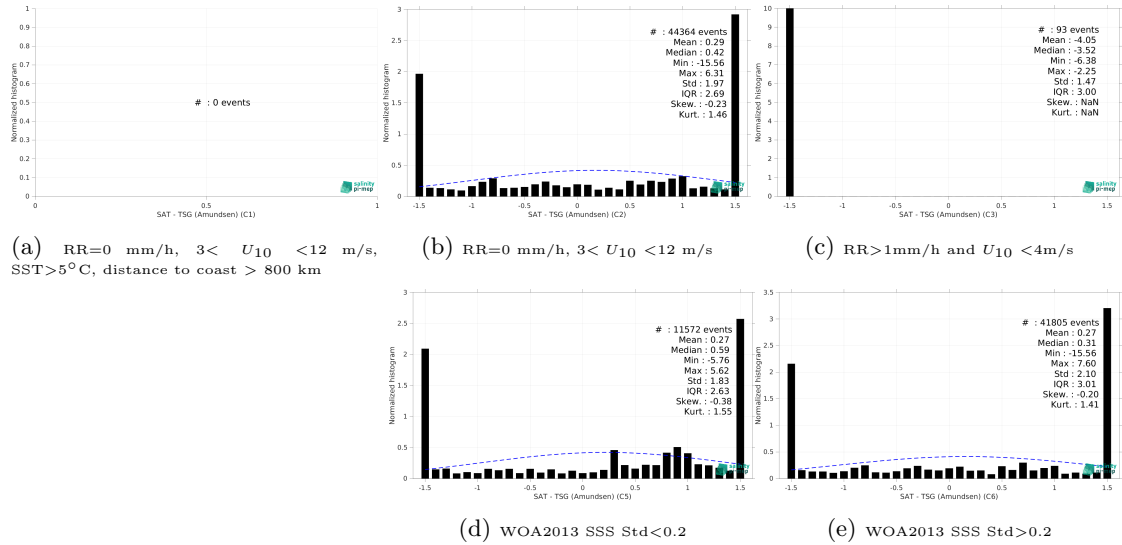 1
0.9
0.8
0.7
0.6
0.5
0.4
0.3
0.2
0.1
0
Normalized histogram
# : 0 events
salinity
pi-mep
0 0.5 1
SAT - TSG (Amundsen) (C1)
(a) RR=0 mm/h, 3< U10 <12 m/s,
SST>5°C, distance to coast > 800 km
3
2.5
2
1.5
1
0.5
0
Normalized histogram
# : 44364 events
Mean : 0.29
Median : 0.42
Min : -15.56
Max : 6.31
Std : 1.97
IQR : 2.69
Skew. : -0.23
Kurt. : 1.46
salinity
pi-mep
-1.5 -1 -0.5 0 0.5 1 1.5
SAT - TSG (Amundsen) (C2)
(b) RR=0 mm/h, 3< U10 <12 m/s
10
9
8
7
6
5
4
3
2
1
0
Normalized histogram
# : 93 events
Mean : -4.05
Median : -3.52
Min : -6.38
Max : -2.25
Std : 1.47
IQR : 3.00
Skew. : NaN
Kurt. : NaN
salinity
pi-mep
-1.5 -1 -0.5 0 0.5 1 1.5
SAT - TSG (Amundsen) (C3)
(c) RR>1mm/h and U10 <4m/s
3
2.5
2
1.5
1
0.5
0
Normalized histogram
# : 11572 events
Mean : 0.27
Median : 0.59
Min : -5.76
Max : 5.62
Std : 1.83
IQR : 2.63
Skew. : -0.38
Kurt. : 1.55
salinity
pi-mep
-1.5 -1 -0.5 0 0.5 1 1.5
SAT - TSG (Amundsen) (C5)
(d) WOA2013 SSS Std<0.2
3.5
3
2.5
2
1.5
1
0.5
0
Normalized histogram
# : 41805 events
Mean : 0.27
Median : 0.31
Min : -15.56
Max : 7.60
Std : 2.10
IQR : 3.01
Skew. : -0.20
Kurt. : 1.41
salinity
pi-mep
-1.5 -1 -0.5 0 0.5 1 1.5
SAT - TSG (Amundsen) (C6)
(e) WOA2013 SSS Std>0.2